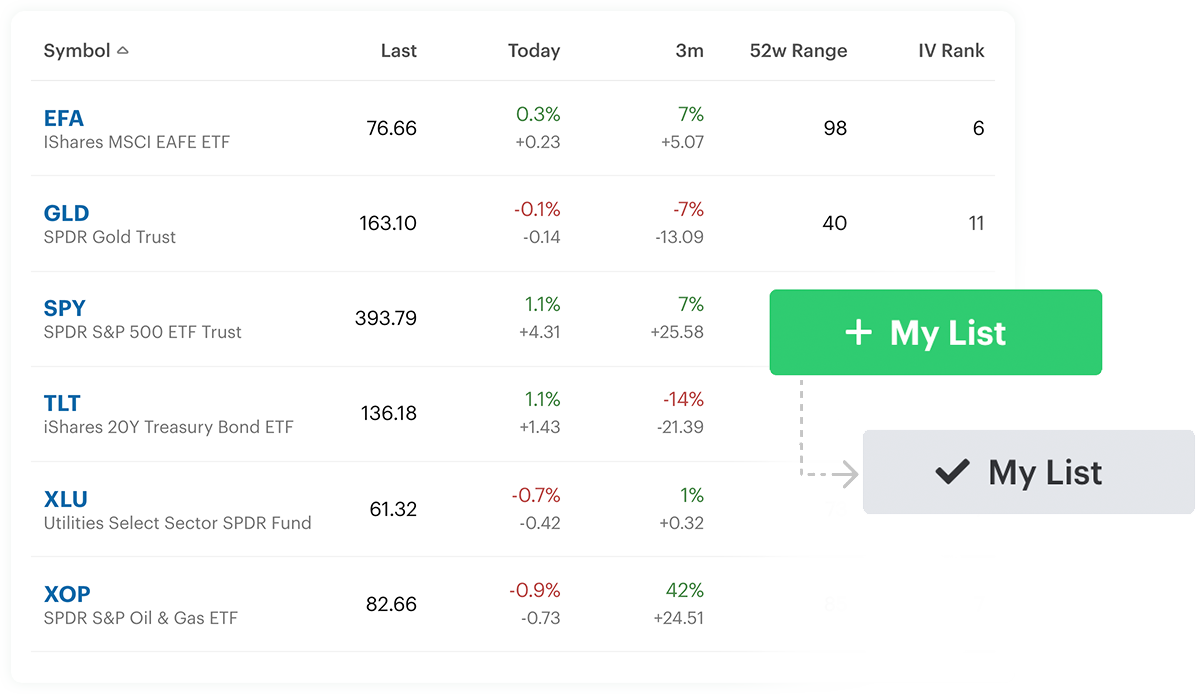 Symbol Last Today 3m 52w Range IV Rank
EFA 76.66 0.3% 7% 98 6
IShares MSCI EAFE ETF +0.23 +5.07
GLD 163.10 -0.1% -7% 40 11
SPDR Gold Trust -0.14 -13.09
SPY 393.79 1.1% 7%
SPDR S&P 500 ETF Trust +4.31 +25.58
+ My List
TLT 136.18 1.1% -14%
iShares 20Y Treasury Bond ETF +1.43 -21.39
✔ My List
XLU 61.32 -0.7% 1%
Utilities Select Sector SPDR Fund -0.42 +0.32
XOP 82.66 -0.9% 42%
SPDR S&P Oil & Gas ETF -0.73 +24.51